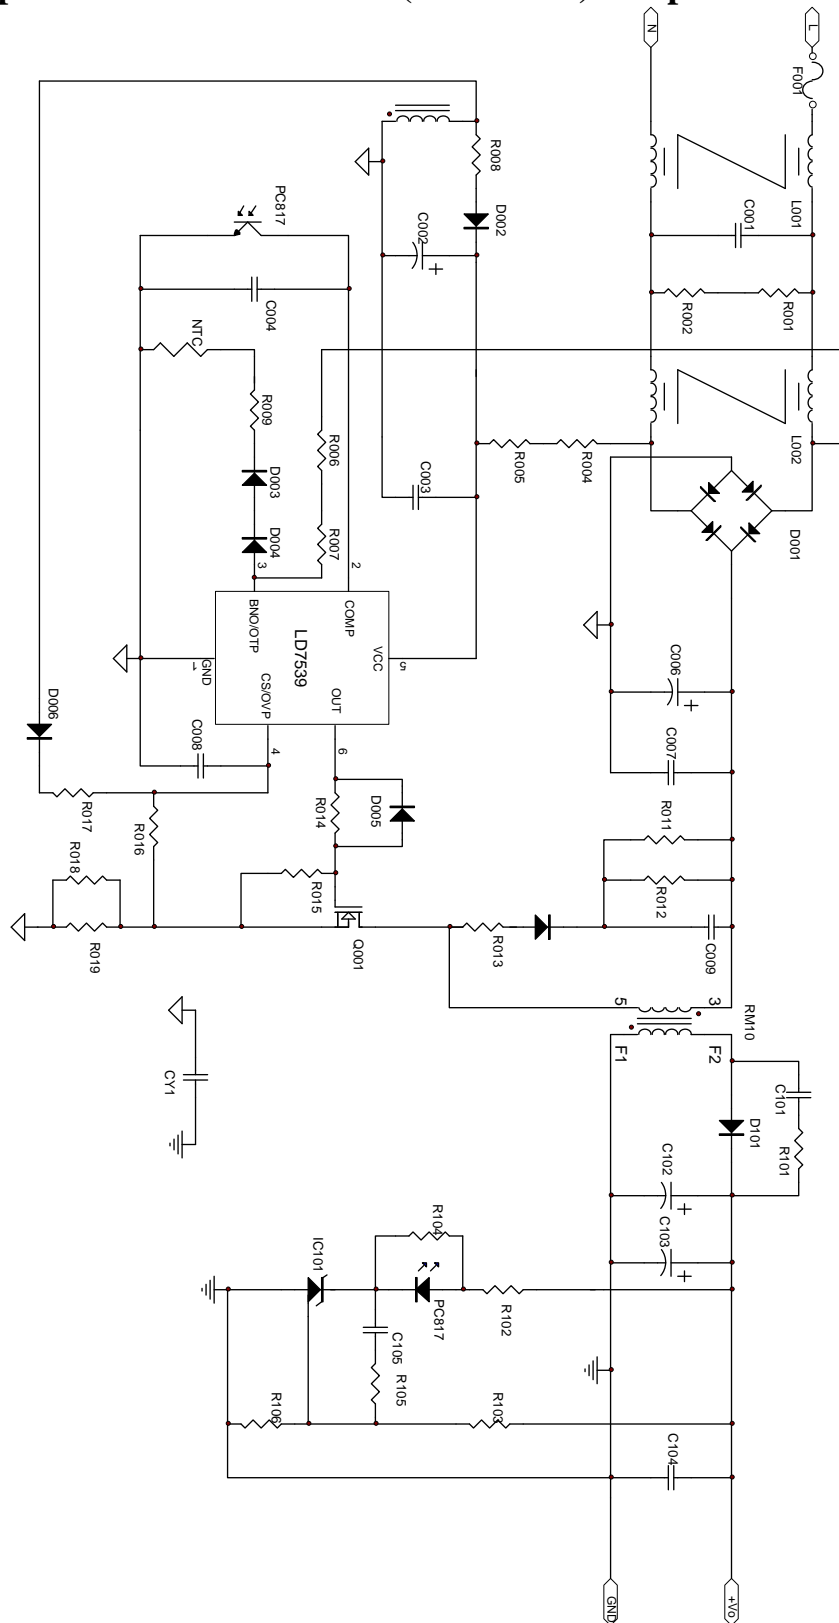 N
L
F001
L001
C001
R001
R002
L002
R008
D002
C002
PC817
C004
NTC
R009
D003
D004
R006
R007
C003
R005
R004
D001
3
2
5
BNO/OTP
COMP
VCC
LD7539
GND
CS/OVP
OUT
1
4
6
C006
C007
D006
C008
R017
R016
R018
R019
R014
D005
R015
Q001
R013
R011
R012
C009
5
3
RM10
F1
F2
C101
R101
D101
C102
C103
CY1
IC101
R104
PC817
R102
C105
R105
R106
R103
C104
GND
+Vo